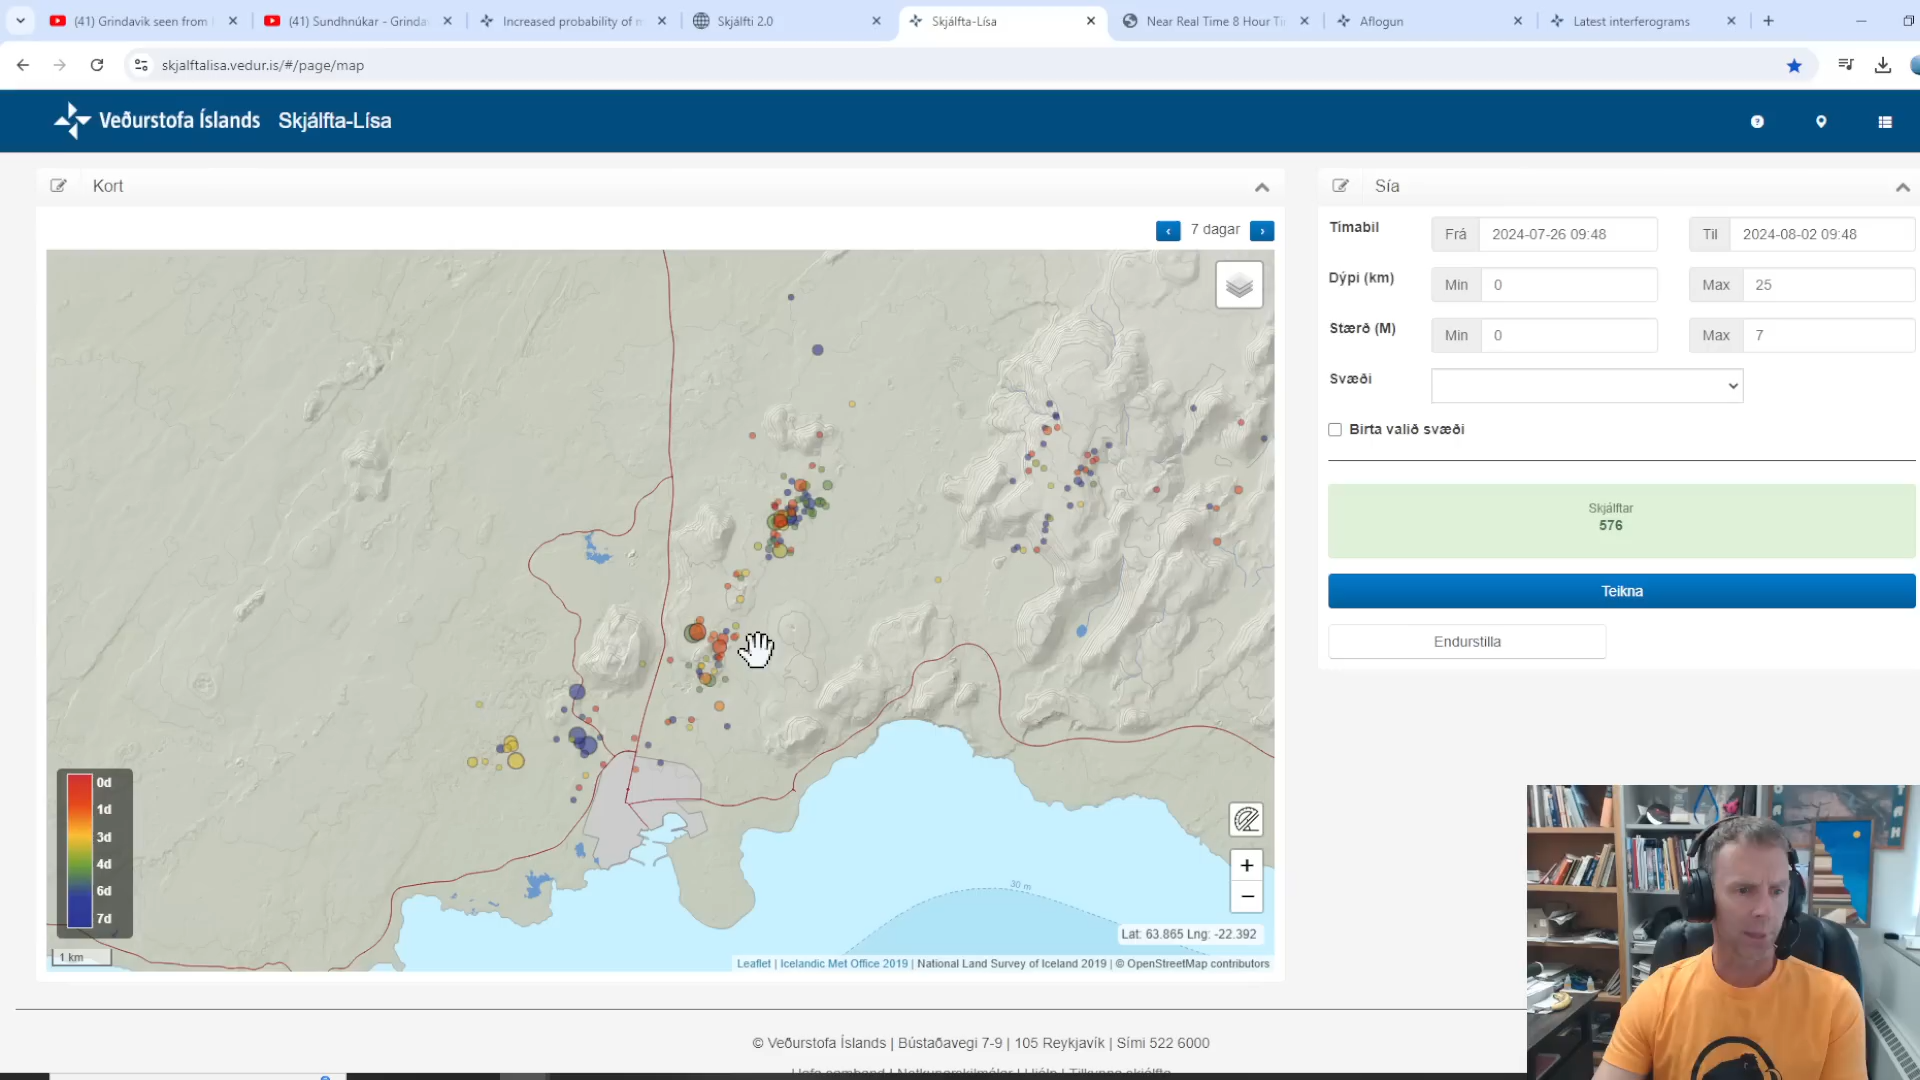 (41) Grindavik seen from
(41) Sundhnúkar - Grinda
Increased probability of m
Skjálfti 2.0
Skjálfta-Lísa
Near Real Time 8 Hour Ti
Aflogun
Latest interferograms
skjalftalisa.vedur.is/#/page/map
Veðurstofa Íslands Skjálfta-Lísa
Kort
Sía
7 dagar
Tímabil
Frá 2024-07-26 09:48
Til 2024-08-02 09:48
Dýpi (km)
Min 0
Max 25
Stærð (M)
Min 0
Max 7
Svæði
Birta valið svæði
Skjálftar
576
Teikna
Endurstilla
0d
1d
3d
4d
6d
7d
1 km
30 m
+
−
Lat: 63.865 Lng: -22.392
Leaflet | Icelandic Met Office 2019 | National Land Survey of Iceland 2019 | © OpenStreetMap contributors
© Veðurstofa Íslands | Bústaðavegi 7-9 | 105 Reykjavík | Sími 522 6000